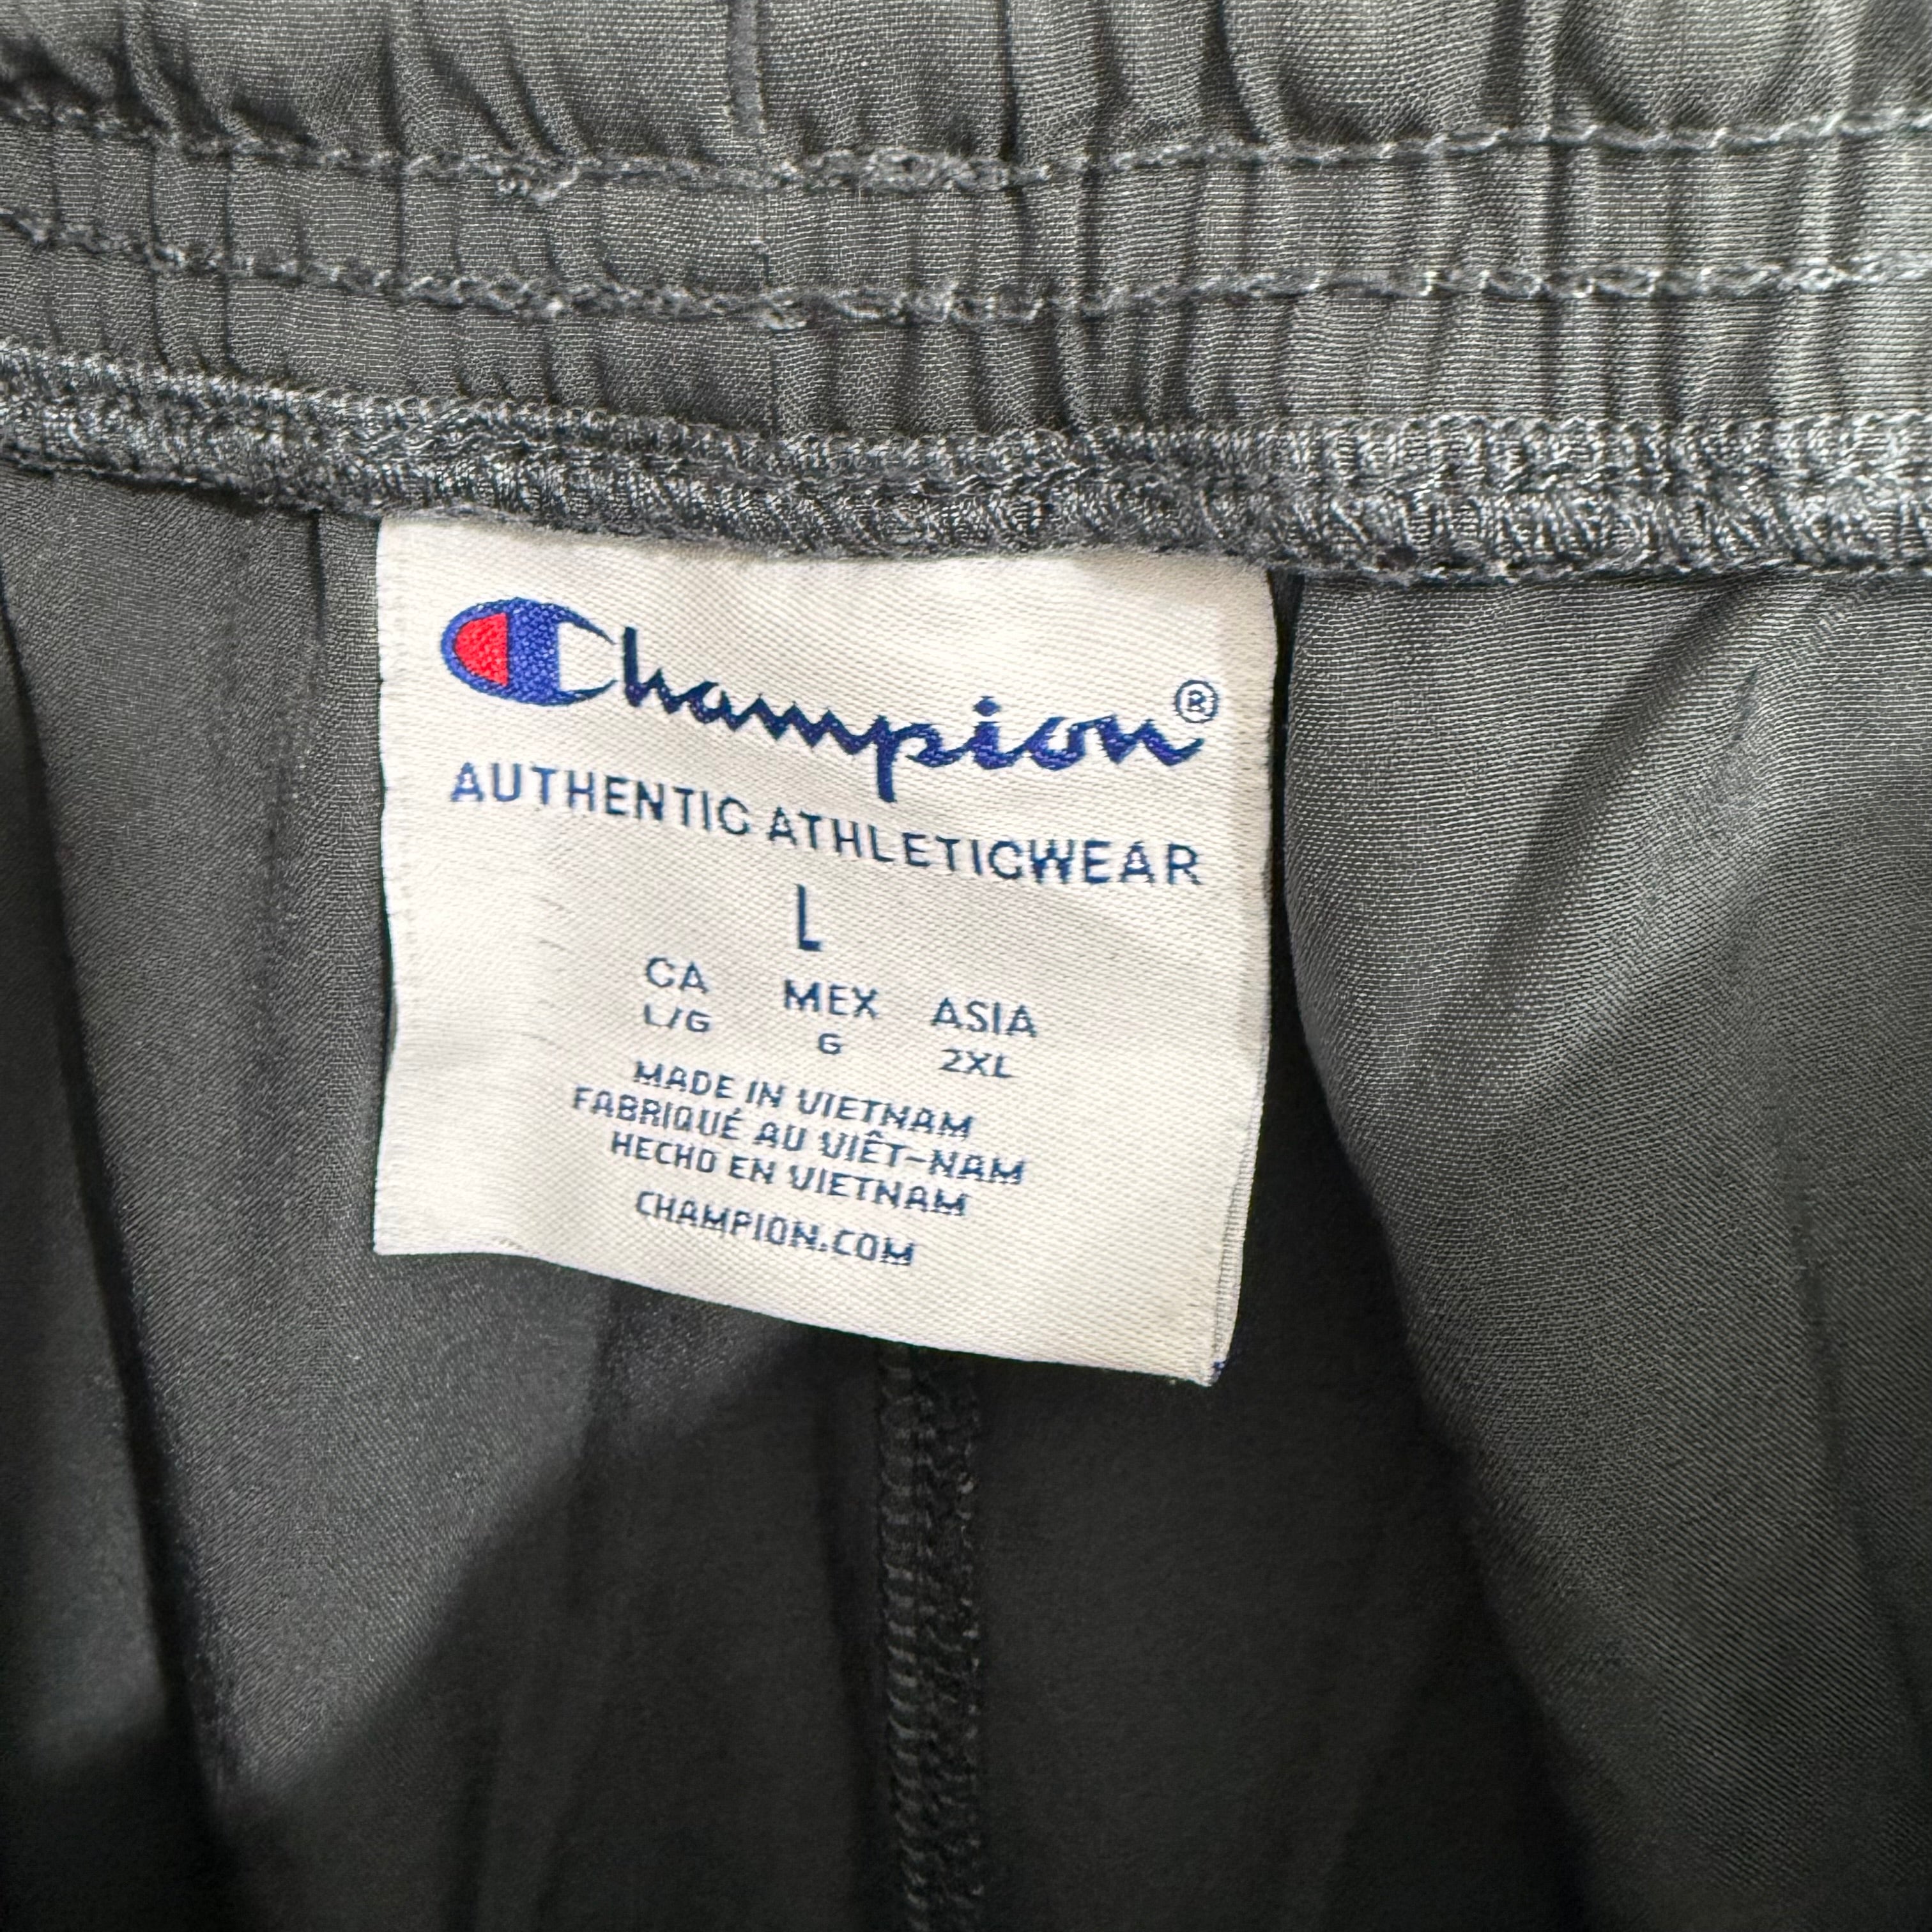 Champion®
AUTHENTIC ATHLETICWEAR
L
CA MEX ASIA
L/G G 2XL
MADE IN VIETNAM
FABRIQUÉ AU VIÊT-NAM
HECHO EN VIETNAM
CHAMPION.COM